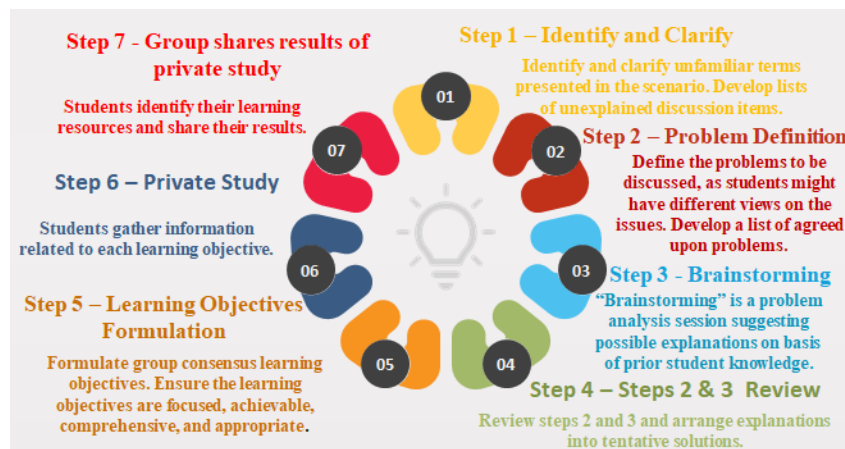 Step 1 – Identify and Clarify
Identify and clarify unfamiliar terms
presented in the scenario. Develop lists
of unexplained discussion items.
01
Step 2 – Problem Definition
Define the problems to be
discussed, as students might
have different views on the
issues. Develop a list of agreed
upon problems.
02
Step 3 - Brainstorming
“Brainstorming” is a problem
analysis session suggesting
possible explanations on basis
of prior student knowledge.
03
Step 4 – Steps 2 & 3 Review
Review steps 2 and 3 and arrange explanations
into tentative solutions.
04
Step 5 – Learning Objectives
Formulation
Formulate group consensus learning
objectives. Ensure the learning
objectives are focused, achievable,
comprehensive, and appropriate.
05
Step 6 – Private Study
Students gather information
related to each learning objective.
06
Step 7 - Group shares results of
private study
Students identify their learning
resources and share their results.
07